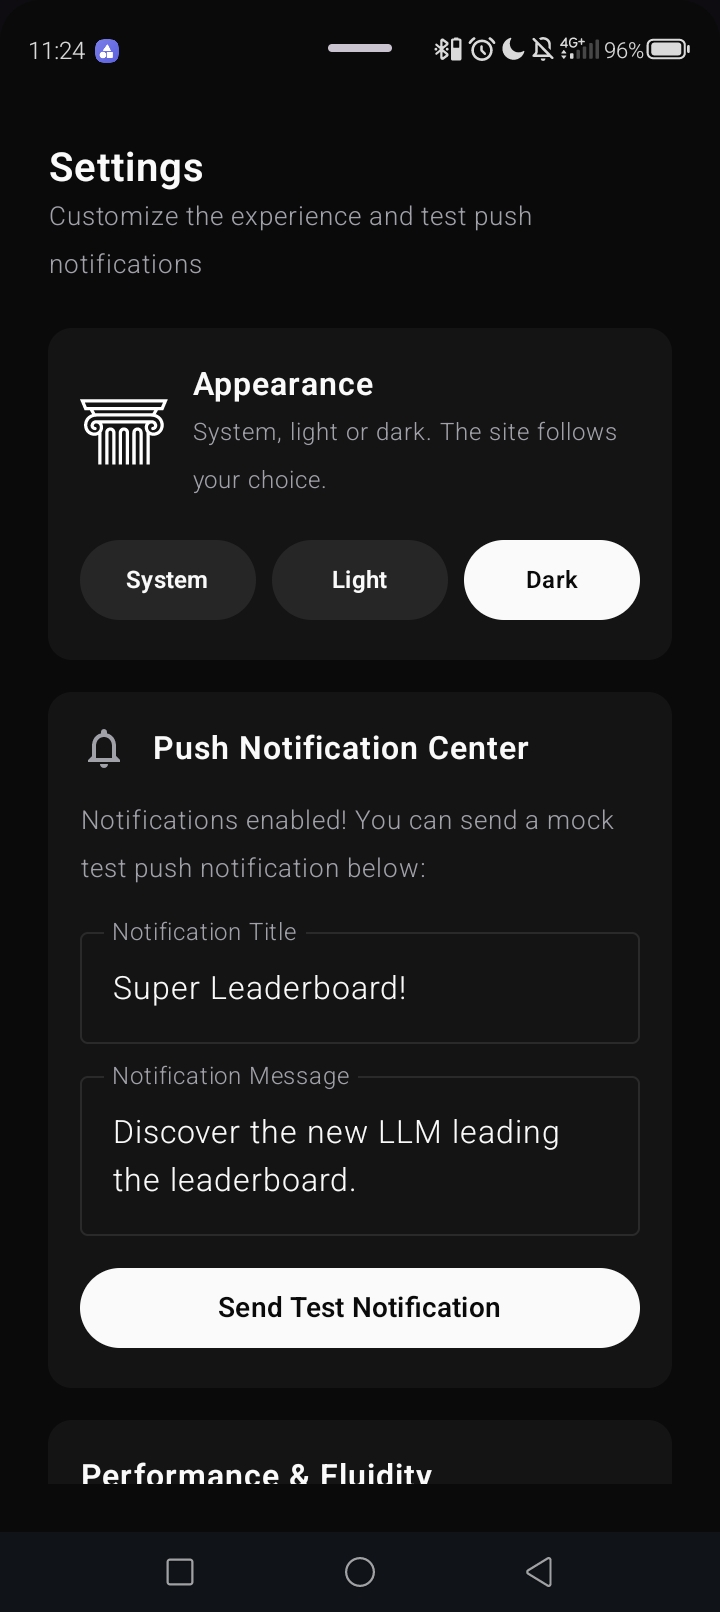 11:24
4G+ 96%
Settings
Customize the experience and test push
notifications
Appearance
System, light or dark. The site follows
your choice.
System Light Dark
Push Notification Center
Notifications enabled! You can send a mock
test push notification below:
Notification Title
Super Leaderboard!
Notification Message
Discover the new LLM leading
the leaderboard.
Send Test Notification
Performance & Fluidity